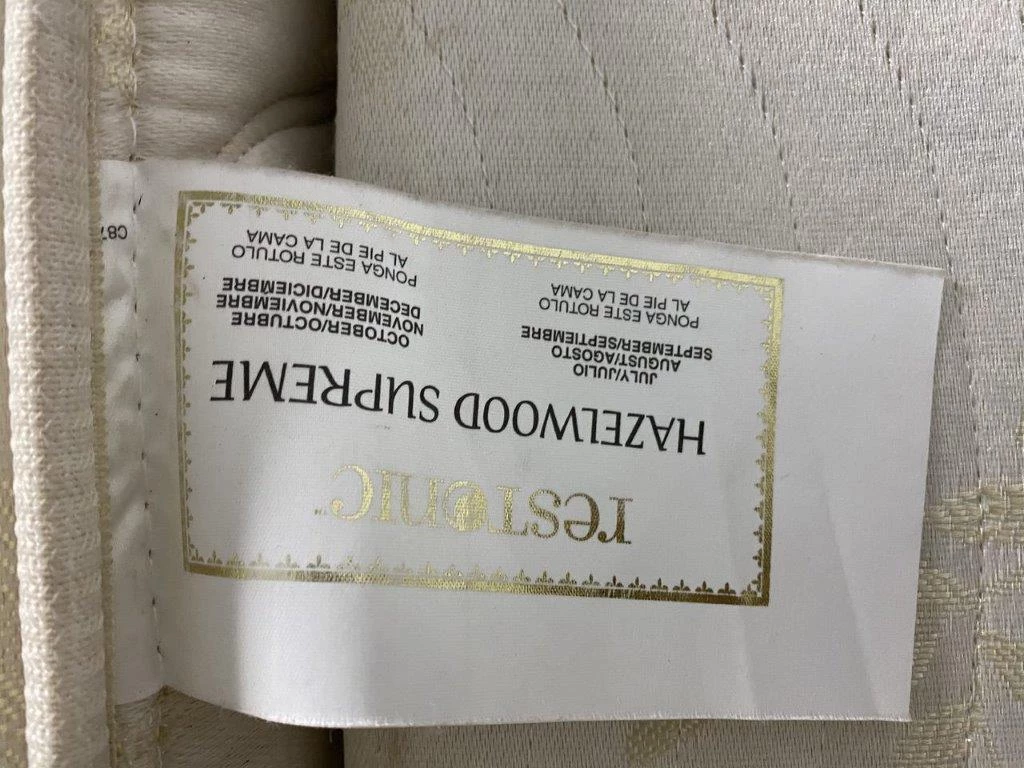 resTonic™
HAZELWOOD SUPREME
JULY/JULIO
AUGUST/AGOSTO
SEPTEMBER/SEPTIEMBRE
PONGA ESTE ROTULO
AL PIE DE LA CAMA
OCTOBER/OCTUBRE
NOVEMBER/NOVIEMBRE
DECEMBER/DICIEMBRE
PONGA ESTE ROTULO
AL PIE DE LA CAMA